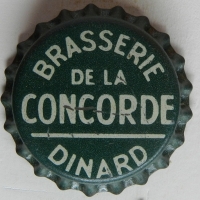 BRASSERIE
DE LA
CONCORDE
DINARD